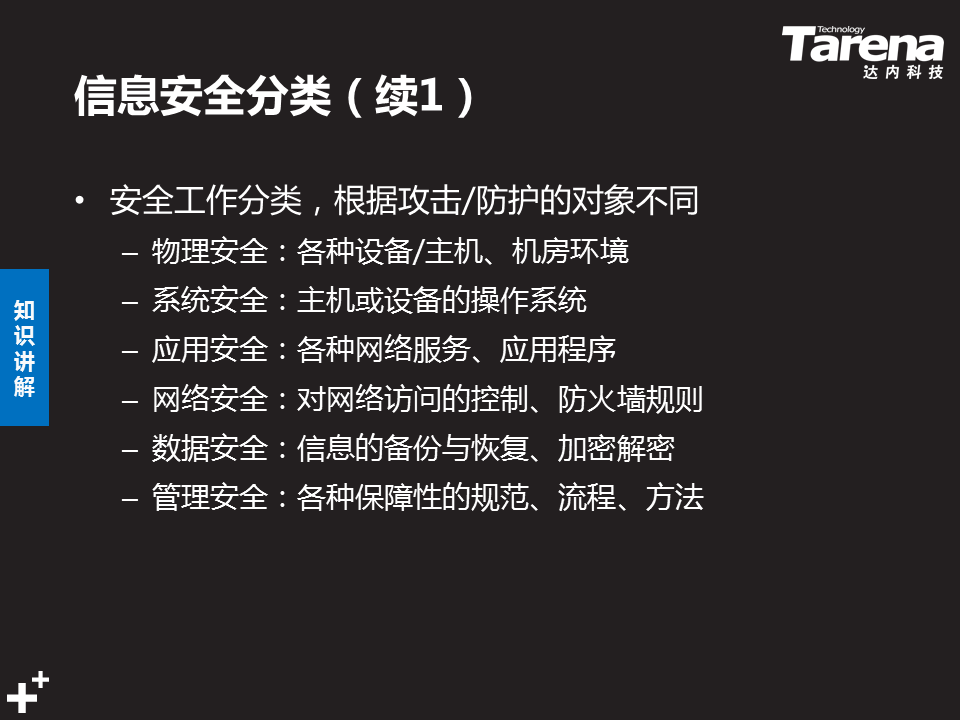 Technology
Tarena
达内科技
信息安全分类（续1）
• 安全工作分类，根据攻击/防护的对象不同
– 物理安全：各种设备/主机、机房环境
– 系统安全：主机或设备的操作系统
– 应用安全：各种网络服务、应用程序
– 网络安全：对网络访问的控制、防火墙规则
– 数据安全：信息的备份与恢复、加密解密
– 管理安全：各种保障性的规范、流程、方法
知
识
讲
解